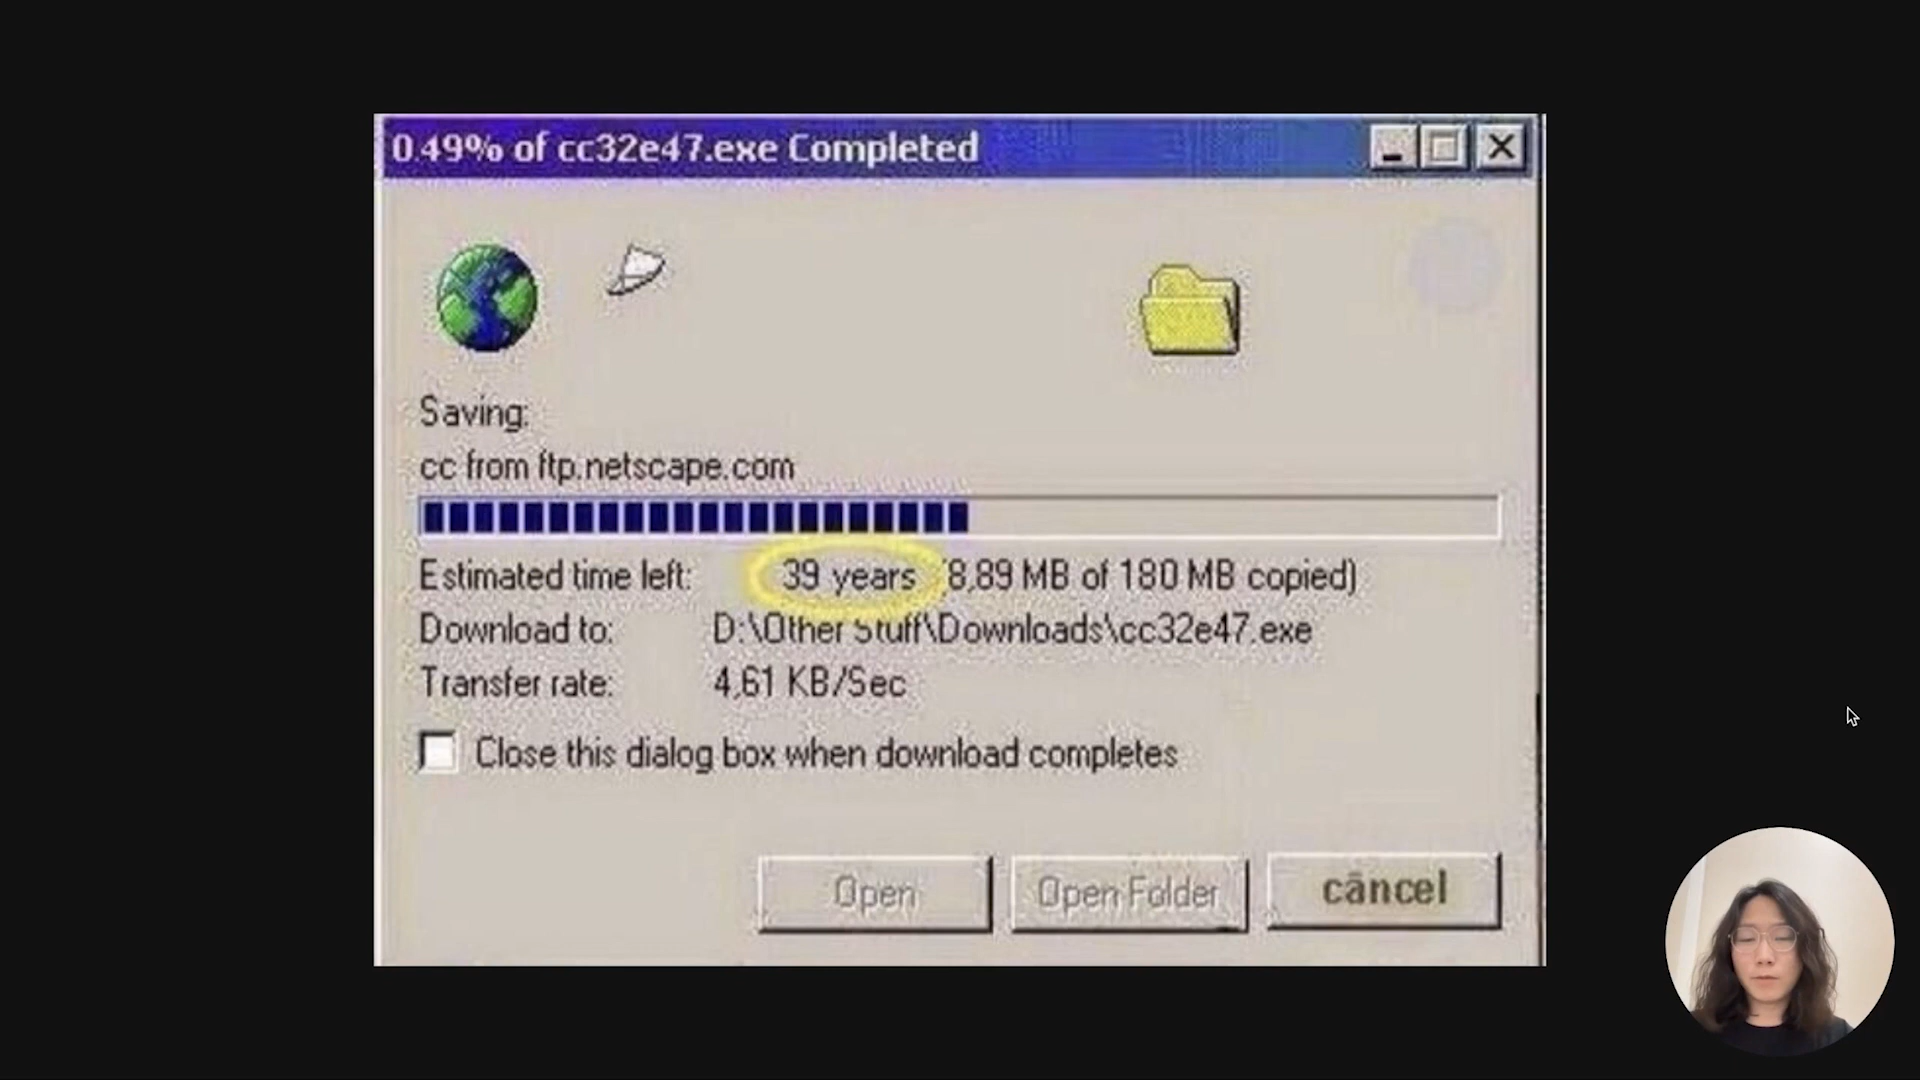 0.49% of cc32e47.exe Completed
Saving:
cc from ftp.netscape.com
Estimated time left: 39 years (8,89 MB of 180 MB copied)
Download to: D:\Other Stuff\Downloads\cc32e47.exe
Transfer rate: 4,61 KB/Sec
Close this dialog box when download completes
Open Open Folder cāncel